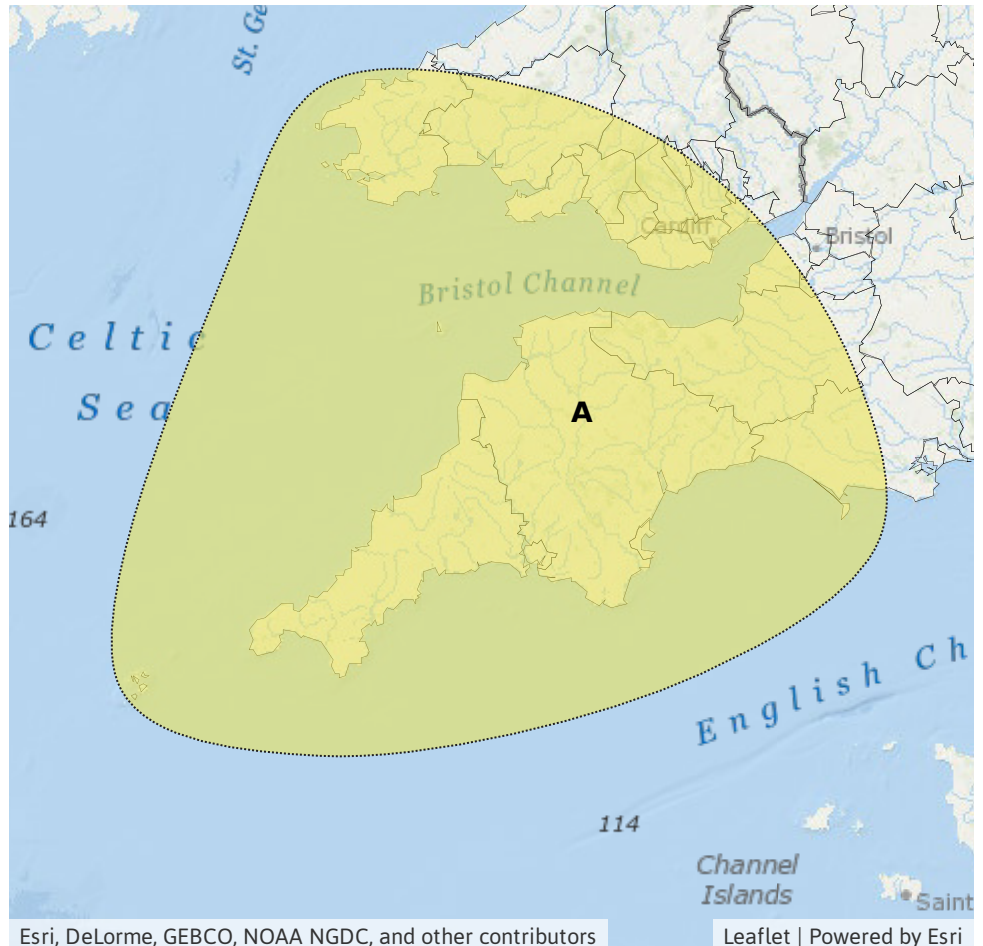 St. Ge
Cardiff
Bristol
Bristol Channel
Celtic
Sea
A
164
English Ch
114
Channel
Islands
Saint
Esri, DeLorme, GEBCO, NOAA NGDC, and other contributors
Leaflet | Powered by Esri